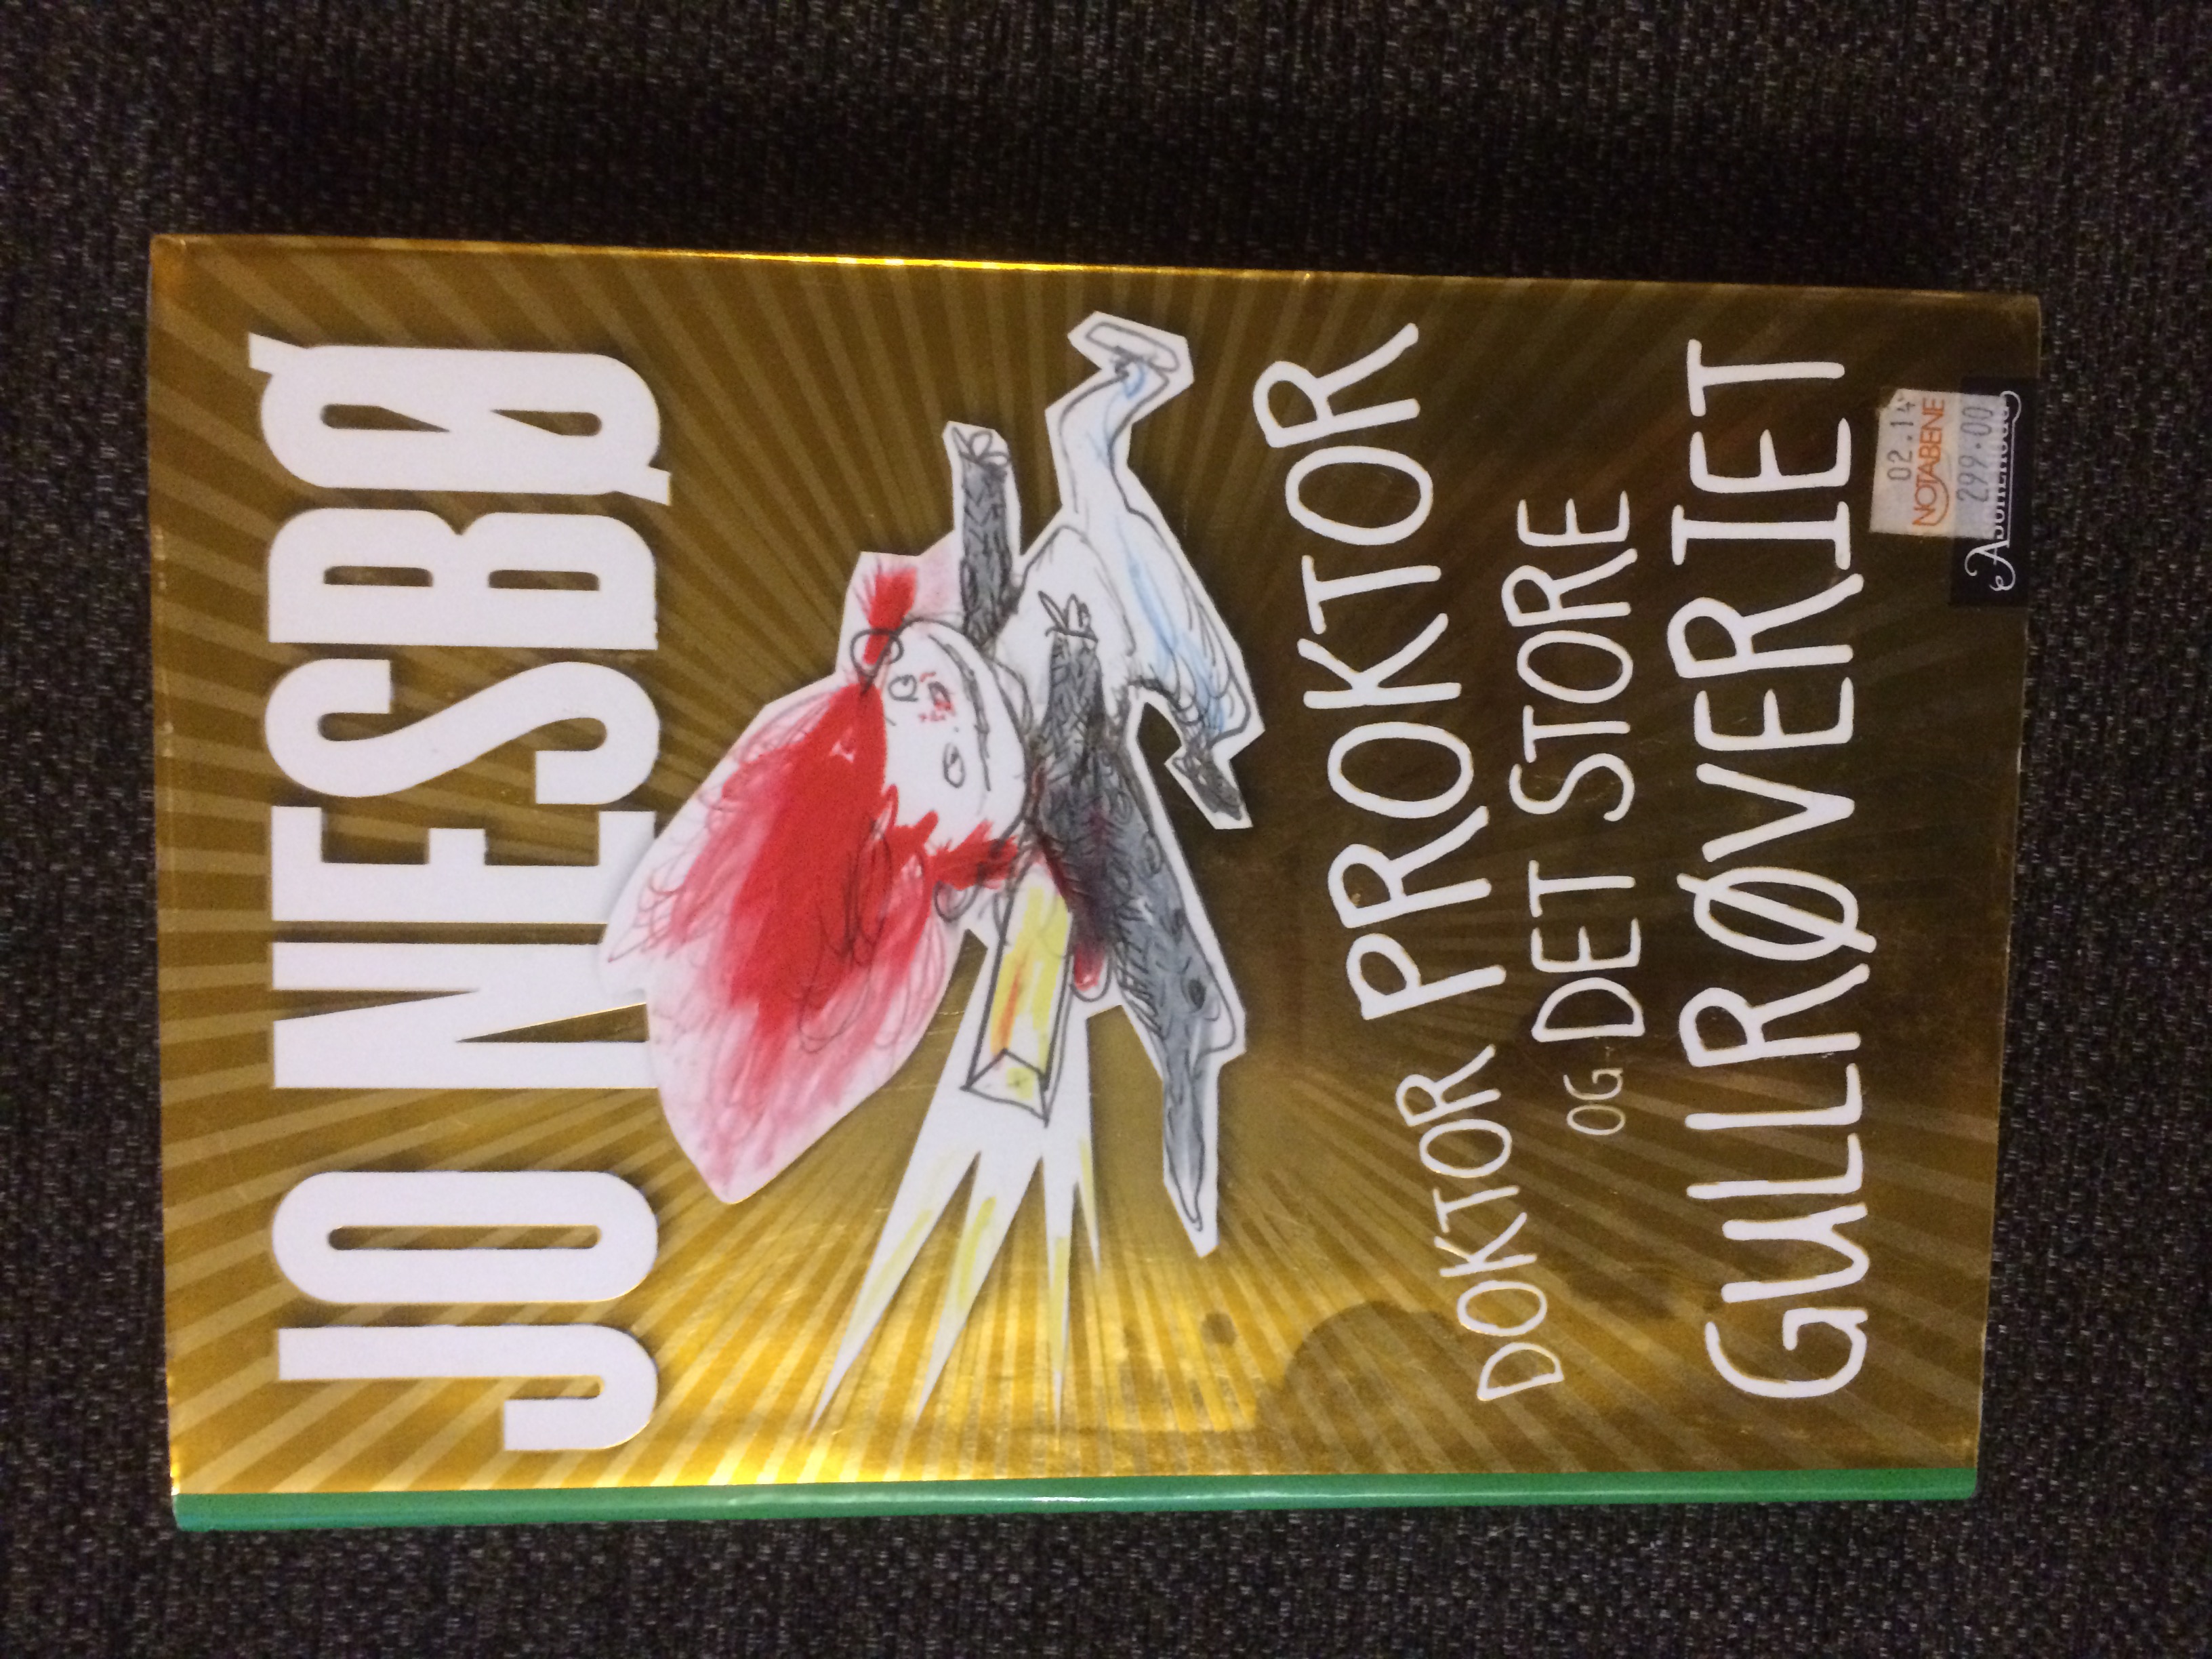 JO NESBØ
DOKTOR PROKTOR
OG DET STORE
GULLRØVERIET
02.14
NOTABENE
299.00
Aschehoug